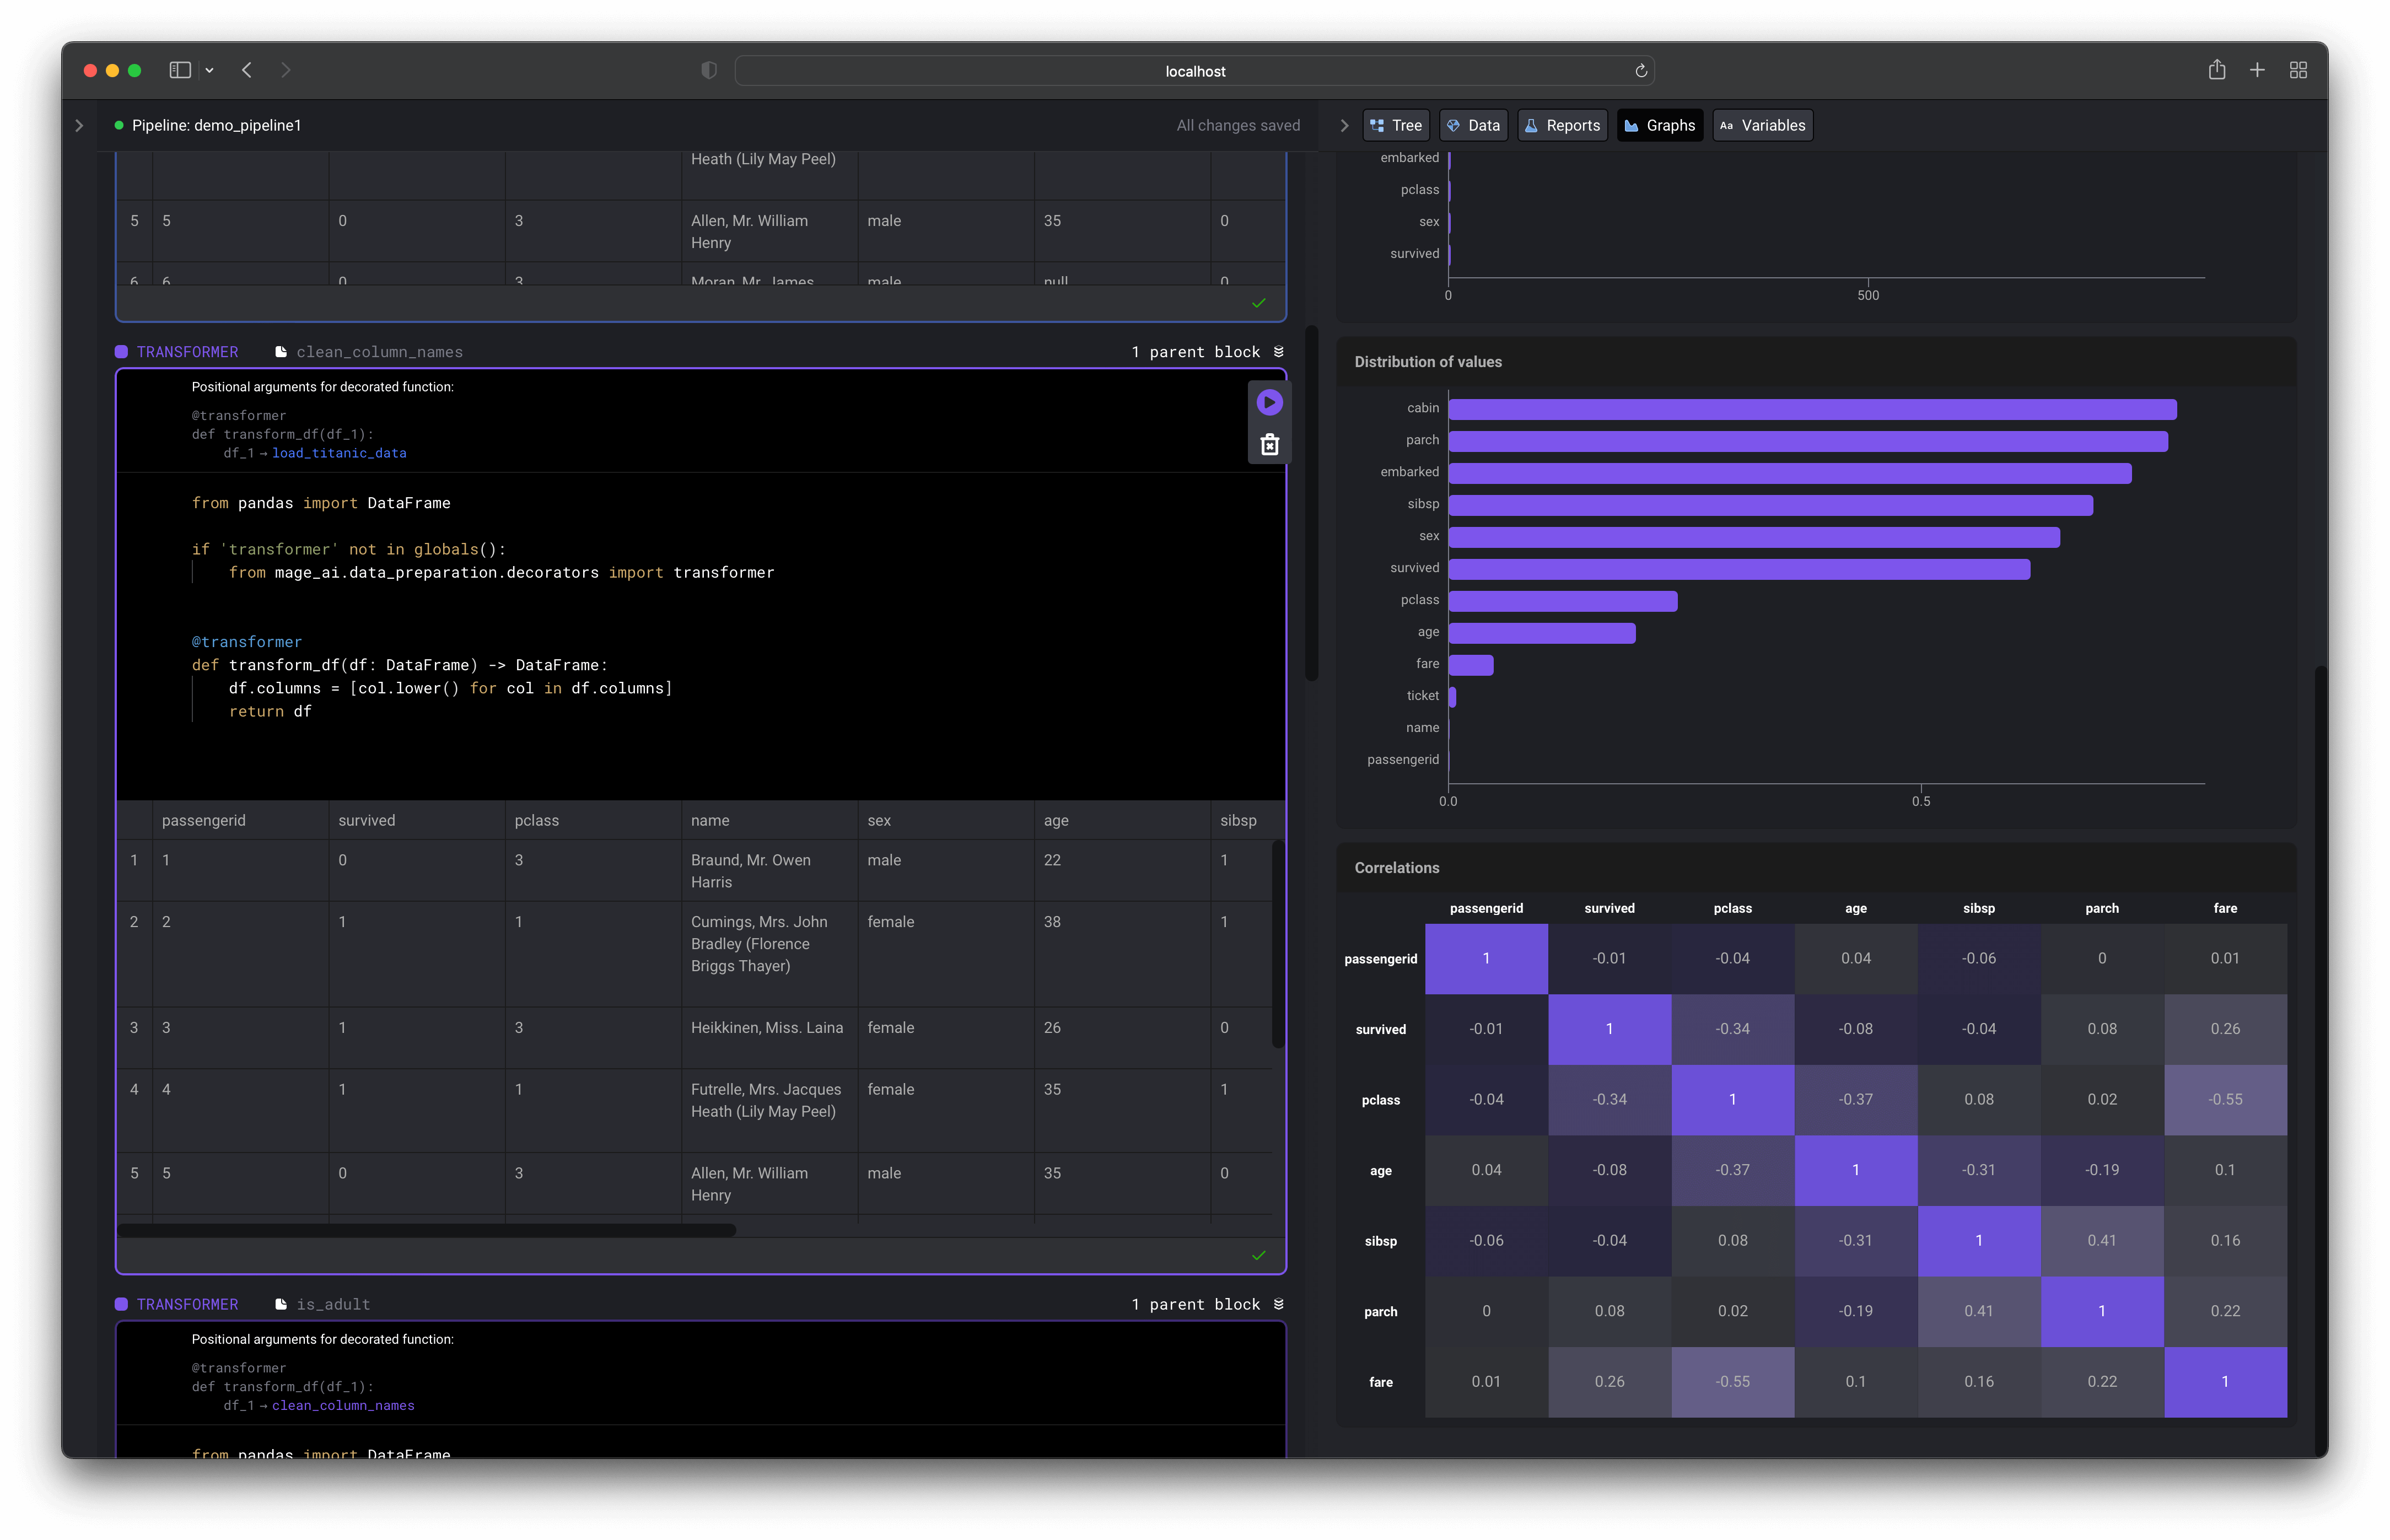 localhost
Pipeline: demo_pipeline1
All changes saved
Tree
Data
Reports
Graphs
Aa Variables
Heath (Lily May Peel)
5 5 0 3 Allen, Mr. William male 35 0
Henry
6 6 0 3 Moran, Mr. James male null 0
TRANSFORMER clean_column_names 1 parent block
Positional arguments for decorated function:
@transformer
def transform_df(df_1):
df_1 → load_titanic_data
from pandas import DataFrame
if 'transformer' not in globals():
from mage_ai.data_preparation.decorators import transformer
@transformer
def transform_df(df: DataFrame) -> DataFrame:
df.columns = [col.lower() for col in df.columns]
return df
passengerid survived pclass name sex age sibsp
1 1 0 3 Braund, Mr. Owen male 22 1
Harris
2 2 1 1 Cumings, Mrs. John female 38 1
Bradley (Florence
Briggs Thayer)
3 3 1 3 Heikkinen, Miss. Laina female 26 0
4 4 1 1 Futrelle, Mrs. Jacques female 35 1
Heath (Lily May Peel)
5 5 0 3 Allen, Mr. William male 35 0
Henry
TRANSFORMER is_adult 1 parent block
Positional arguments for decorated function:
@transformer
def transform_df(df_1):
df_1 → clean_column_names
from pandas import DataFrame
embarked
pclass
sex
survived
0 500
Distribution of values
cabin
parch
embarked
sibsp
sex
survived
pclass
age
fare
ticket
name
passengerid
0.0 0.5
Correlations
passengerid survived pclass age sibsp parch fare
passengerid 1 -0.01 -0.04 0.04 -0.06 0 0.01
survived -0.01 1 -0.34 -0.08 -0.04 0.08 0.26
pclass -0.04 -0.34 1 -0.37 0.08 0.02 -0.55
age 0.04 -0.08 -0.37 1 -0.31 -0.19 0.1
sibsp -0.06 -0.04 0.08 -0.31 1 0.41 0.16
parch 0 0.08 0.02 -0.19 0.41 1 0.22
fare 0.01 0.26 -0.55 0.1 0.16 0.22 1